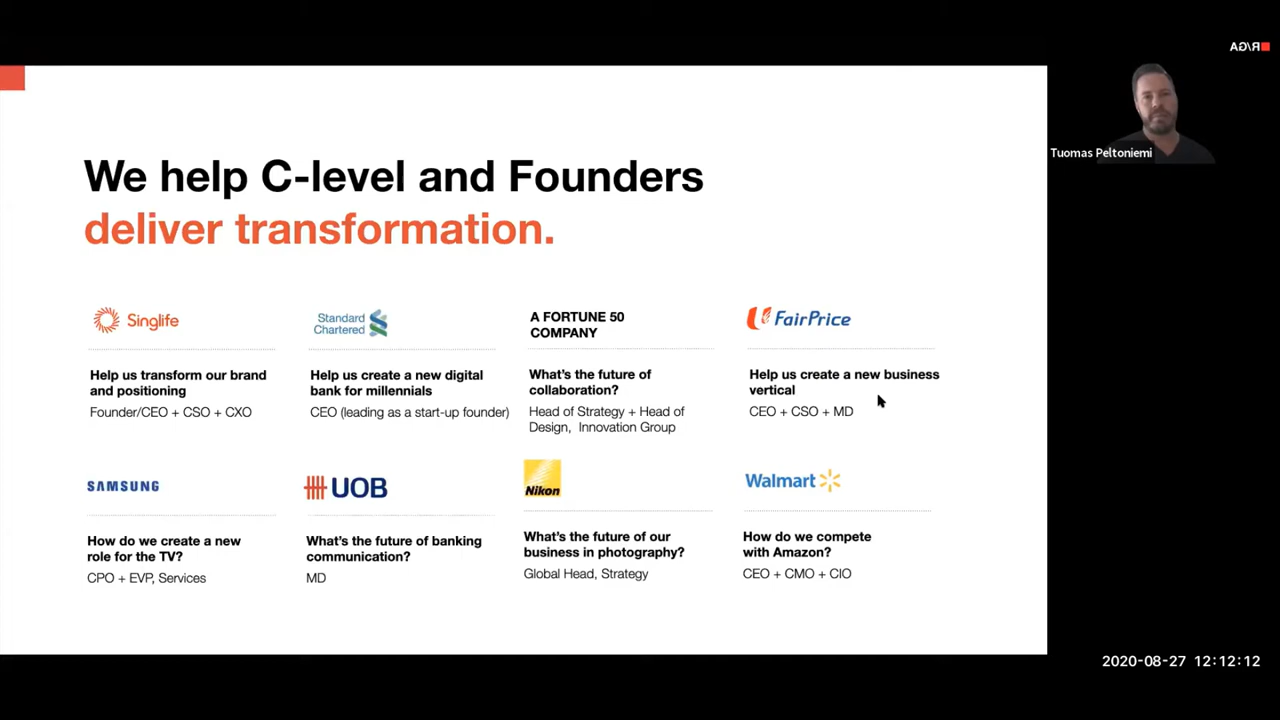 We help C-level and Founders
deliver transformation.
Singlife
Help us transform our brand
and positioning
Founder/CEO + CSO + CXO
Standard
Chartered
Help us create a new digital
bank for millennials
CEO (leading as a start-up founder)
A FORTUNE 50
COMPANY
What's the future of
collaboration?
Head of Strategy + Head of
Design, Innovation Group
FairPrice
Help us create a new business
vertical
CEO + CSO + MD
SAMSUNG
How do we create a new
role for the TV?
CPO + EVP, Services
UOB
What's the future of banking
communication?
MD
Nikon
What's the future of our
business in photography?
Global Head, Strategy
Walmart
How do we compete
with Amazon?
CEO + CMO + CIO
R/GA
Tuomas Peltoniemi
2020-08-27 12:12:12